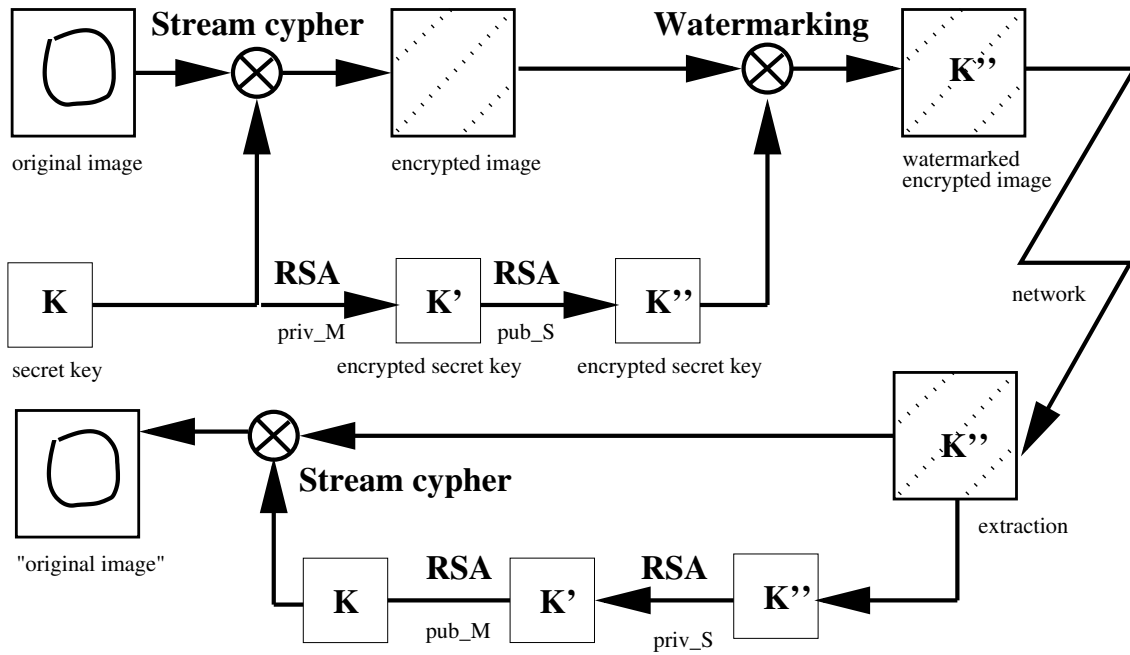 Stream cypher
Watermarking
K’’
original image
encrypted image
watermarked
encrypted image
RSA
RSA
K
K’
K’’
network
priv_M
pub_S
secret key
encrypted secret key
encrypted secret key
K’’
Stream cypher
extraction
"original image"
RSA
RSA
K
K’
K’’
pub_M
priv_S